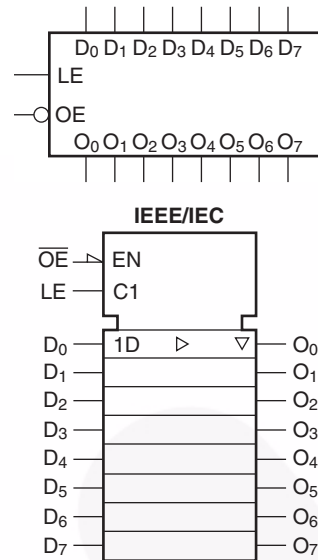 D0 D1 D2 D3 D4 D5 D6 D7
LE
OE
O0 O1 O2 O3 O4 O5 O6 O7
IEEE/IEC
OE EN
LE C1
D0 1D O0
D1 O1
D2 O2
D3 O3
D4 O4
D5 O5
D6 O6
D7 O7